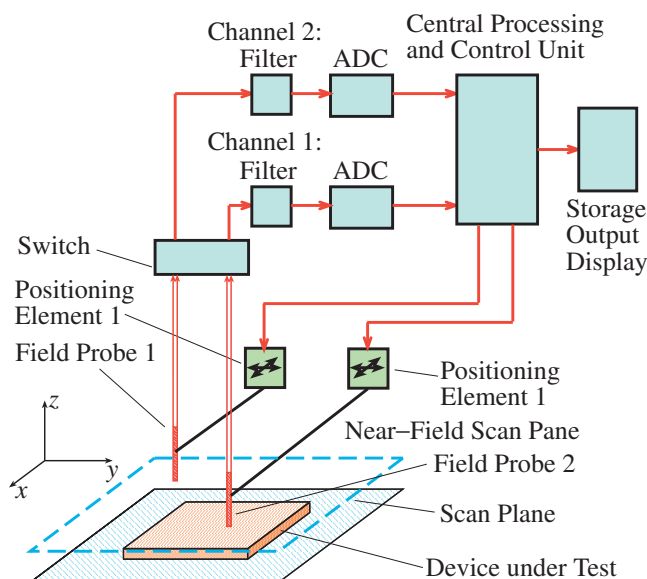 Channel 2:
Filter
ADC
Central Processing
and Control Unit
Channel 1:
Filter
ADC
Storage
Output
Display
Switch
Positioning
Element 1
Field Probe 1
Positioning
Element 1
Near–Field Scan Pane
Field Probe 2
Scan Plane
Device under Test
z
y
x